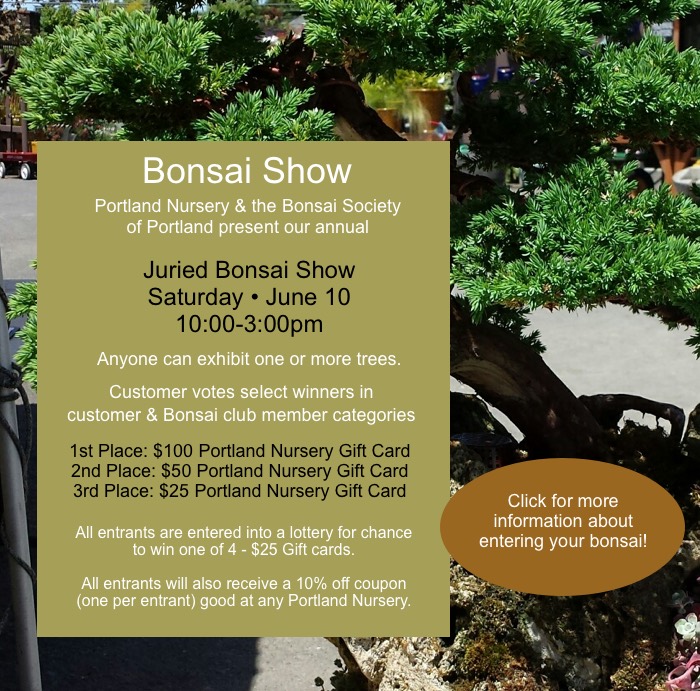 Bonsai Show
Portland Nursery & the Bonsai Society
of Portland present our annual
Juried Bonsai Show
Saturday • June 10
10:00-3:00pm
Anyone can exhibit one or more trees.
Customer votes select winners in
customer & Bonsai club member categories
1st Place: $100 Portland Nursery Gift Card
2nd Place: $50 Portland Nursery Gift Card
3rd Place: $25 Portland Nursery Gift Card
All entrants are entered into a lottery for chance
to win one of 4 - $25 Gift cards.
All entrants will also receive a 10% off coupon
(one per entrant) good at any Portland Nursery.
Click for more
information about
entering your bonsai!